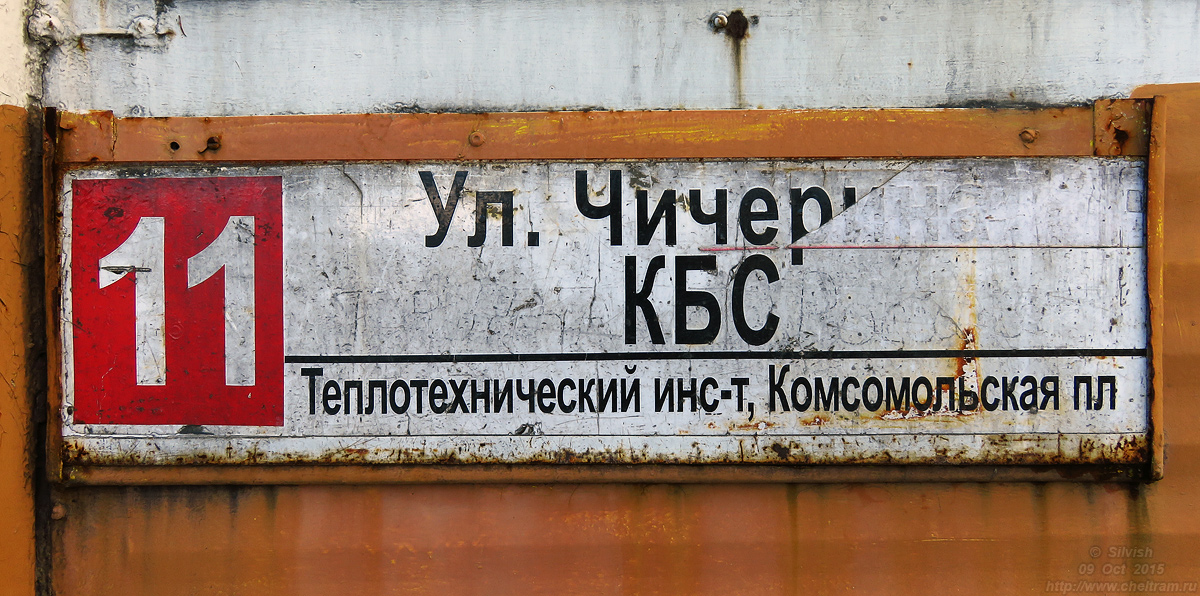 11
Ул. Чичер
КБС
Теплотехнический инс-т, Комсомольская пл
© Silvish
09 Oct 2015
http://www.cheltram.ru